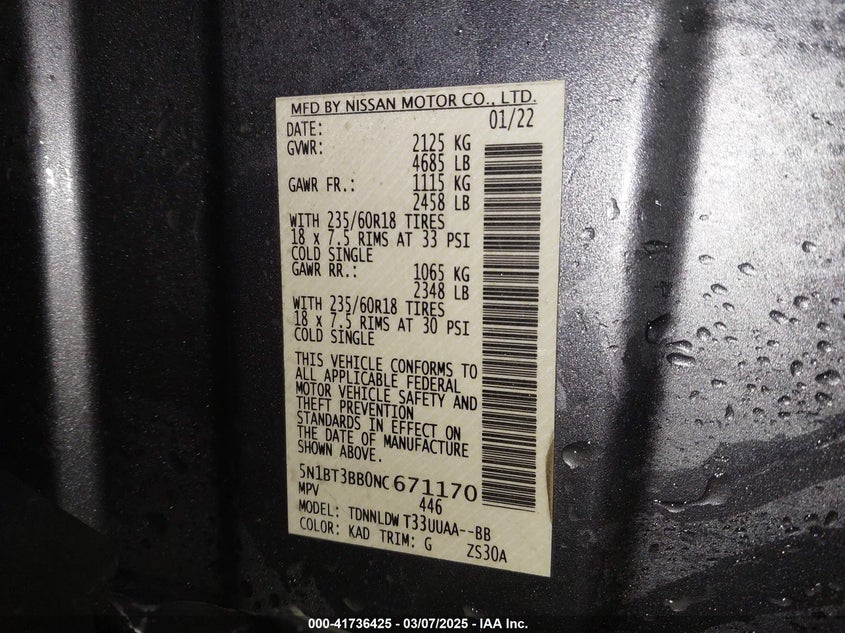 MFD BY NISSAN MOTOR CO., LTD.
DATE: 01/22
GVWR: 2125 KG
4685 LB
GAWR FR.: 1115 KG
2458 LB
WITH 235/60R18 TIRES
18 x 7.5 RIMS AT 33 PSI
COLD SINGLE
GAWR RR.: 1065 KG
2348 LB
WITH 235/60R18 TIRES
18 x 7.5 RIMS AT 30 PSI
COLD SINGLE
THIS VEHICLE CONFORMS TO
ALL APPLICABLE FEDERAL
MOTOR VEHICLE SAFETY AND
THEFT PREVENTION
STANDARDS IN EFFECT ON
THE DATE OF MANUFACTURE
SHOWN ABOVE.
5N1BT3BB0NC671170
MPV 446
MODEL: TDNNLDW T33UUAA--BB
COLOR: KAD TRIM: G ZS30A
000-41736425 - 03/07/2025 - IAA Inc.